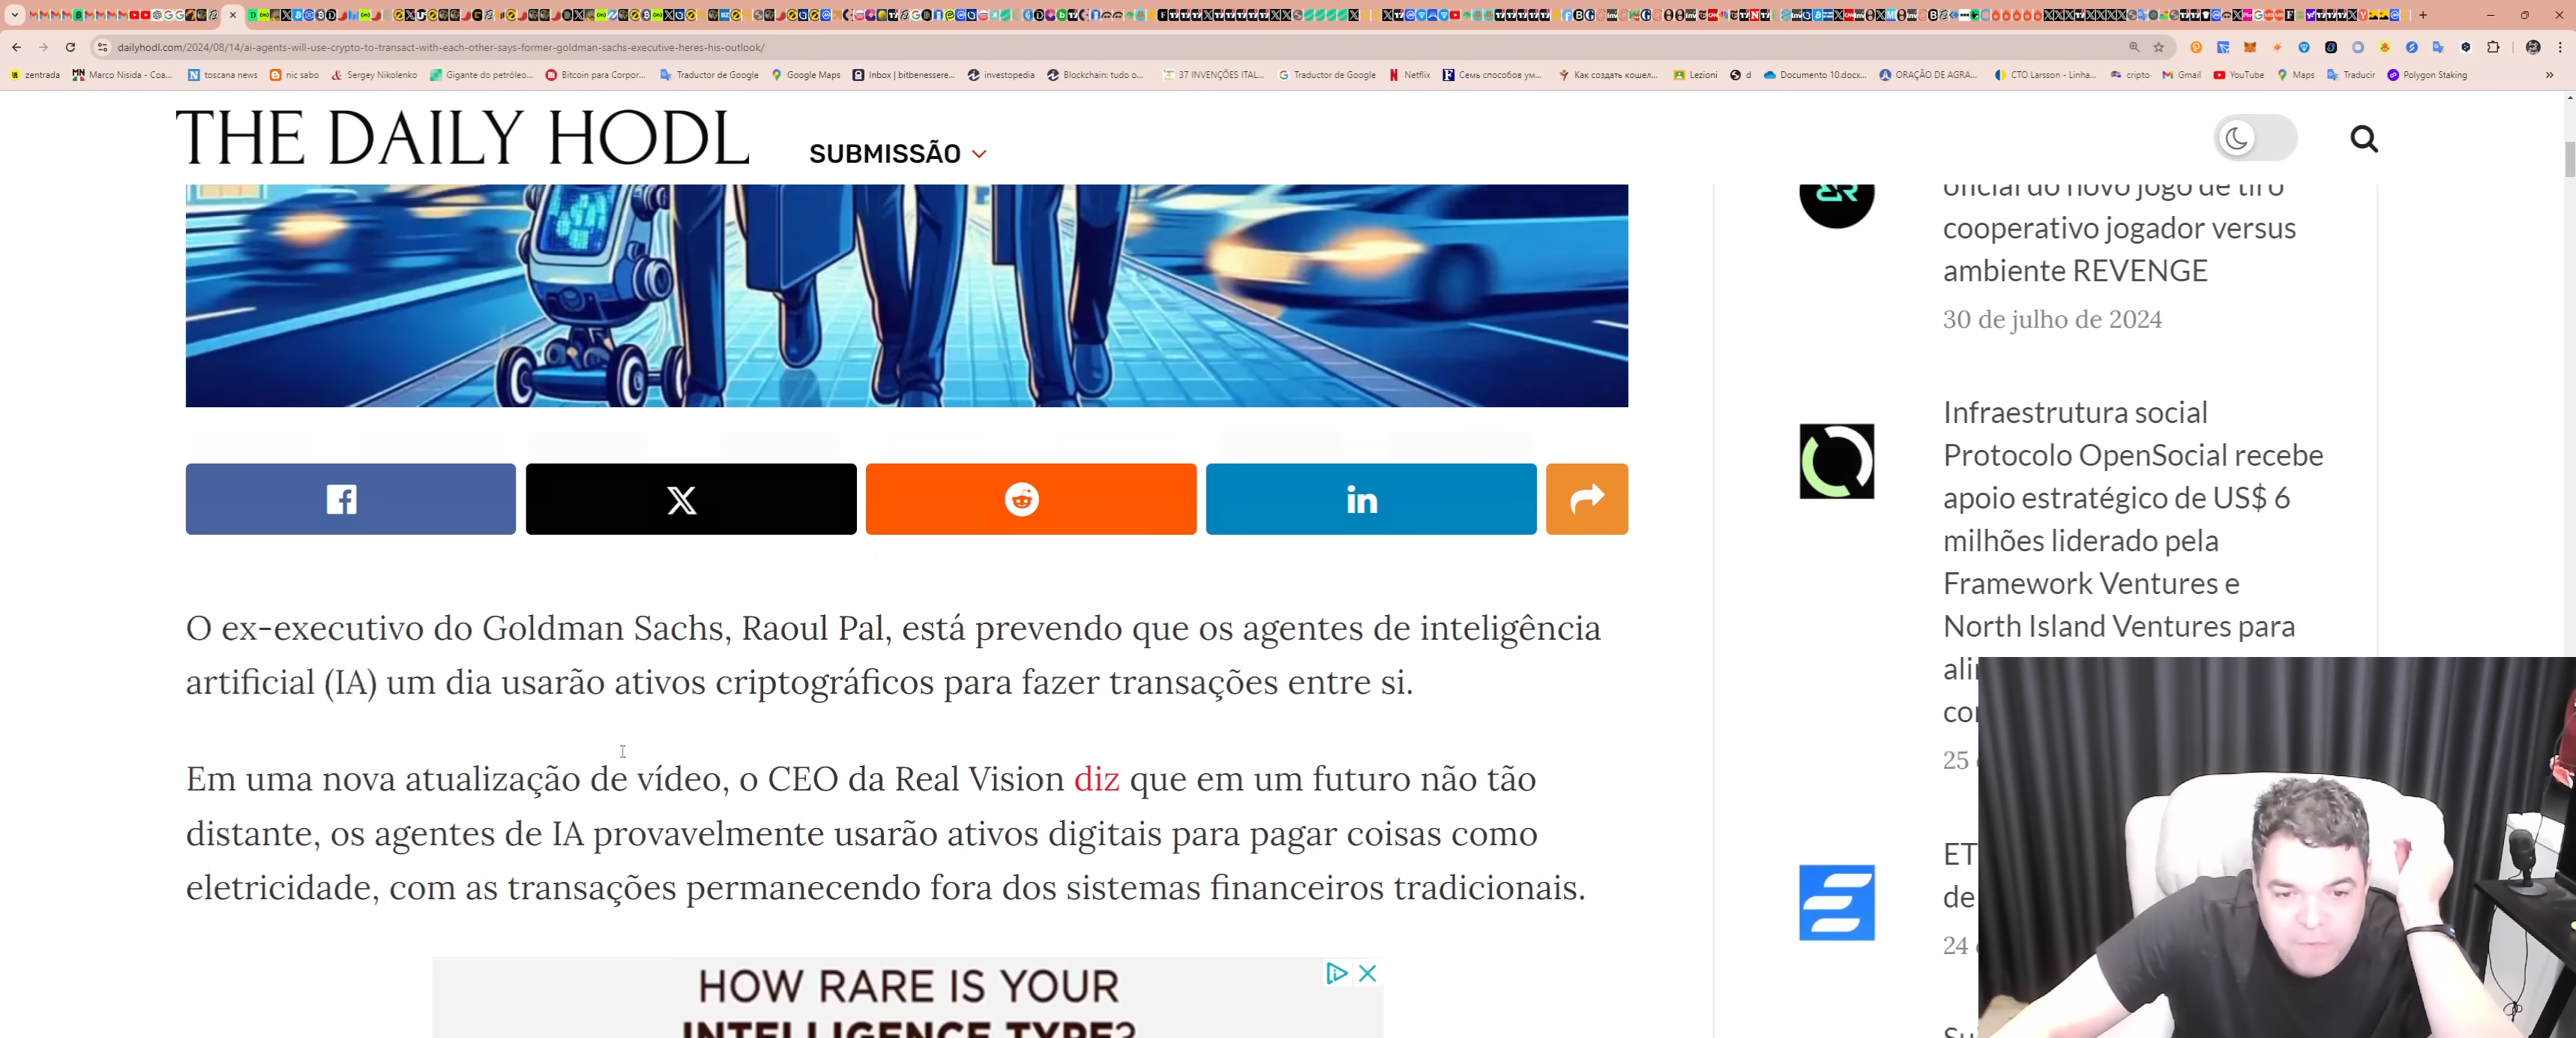 dailyhodl.com/2024/08/14/ai-agents-will-use-crypto-to-transact-with-each-other-says-former-goldman-sachs-executive-heres-his-outlook/
zentrada
Marco Nisida - Coa...
toscana news
nic sabo
Sergey Nikolenko
Gigante do petróleo...
Bitcoin para Corpor...
Traductor de Google
Google Maps
Inbox | bitbenessere...
investopedia
Blockchain: tudo o...
37 INVENÇÕES ITAL...
Traductor de Google
Netflix
Семь способов ум...
Как создать кошел...
Lezioni
d
Documento 10.docx...
ORAÇÃO DE AGRA...
CTO Larsson - Linha...
cripto
Gmail
YouTube
Maps
Traducir
Polygon Staking
THE DAILY HODL
SUBMISSÃO
oficial do novo jogo de tiro
cooperativo jogador versus
ambiente REVENGE
30 de julho de 2024
Infraestrutura social
Protocolo OpenSocial recebe
apoio estratégico de US$ 6
milhões liderado pela
Framework Ventures e
North Island Ventures para
O ex-executivo do Goldman Sachs, Raoul Pal, está prevendo que os agentes de inteligência
artificial (IA) um dia usarão ativos criptográficos para fazer transações entre si.
Em uma nova atualização de vídeo, o CEO da Real Vision diz que em um futuro não tão
distante, os agentes de IA provavelmente usarão ativos digitais para pagar coisas como
eletricidade, com as transações permanecendo fora dos sistemas financeiros tradicionais.
25
ET
de
24
HOW RARE IS YOUR
INTELLIGENCE TYPE?